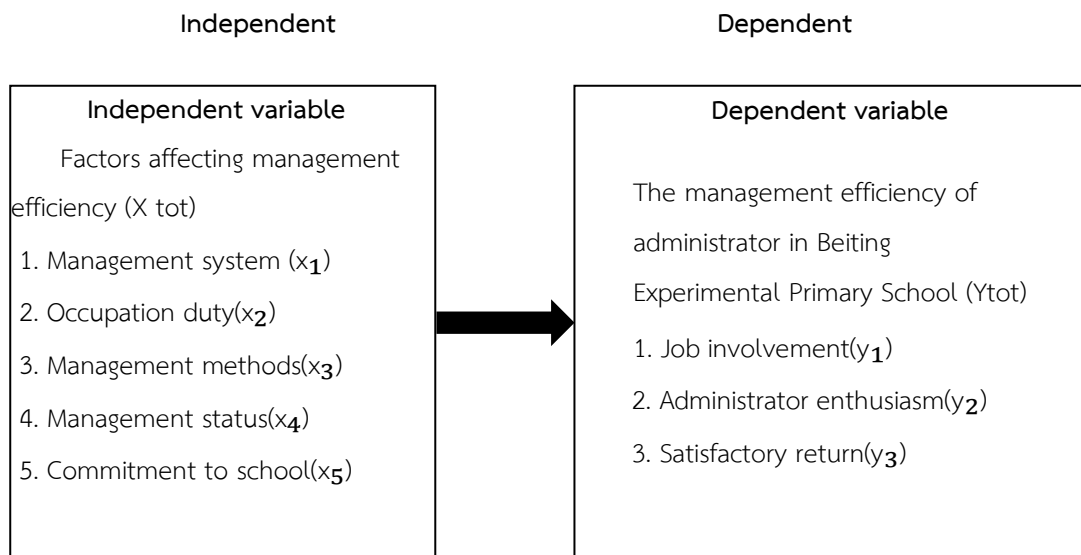 Independent
Dependent
Independent variable
Factors affecting management
efficiency (X tot)
1. Management system (x1)
2. Occupation duty(x2)
3. Management methods(x3)
4. Management status(x4)
5. Commitment to school(x5)
Dependent variable
The management efficiency of
administrator in Beiting
Experimental Primary School (Ytot)
1. Job involvement(y1)
2. Administrator enthusiasm(y2)
3. Satisfactory return(y3)